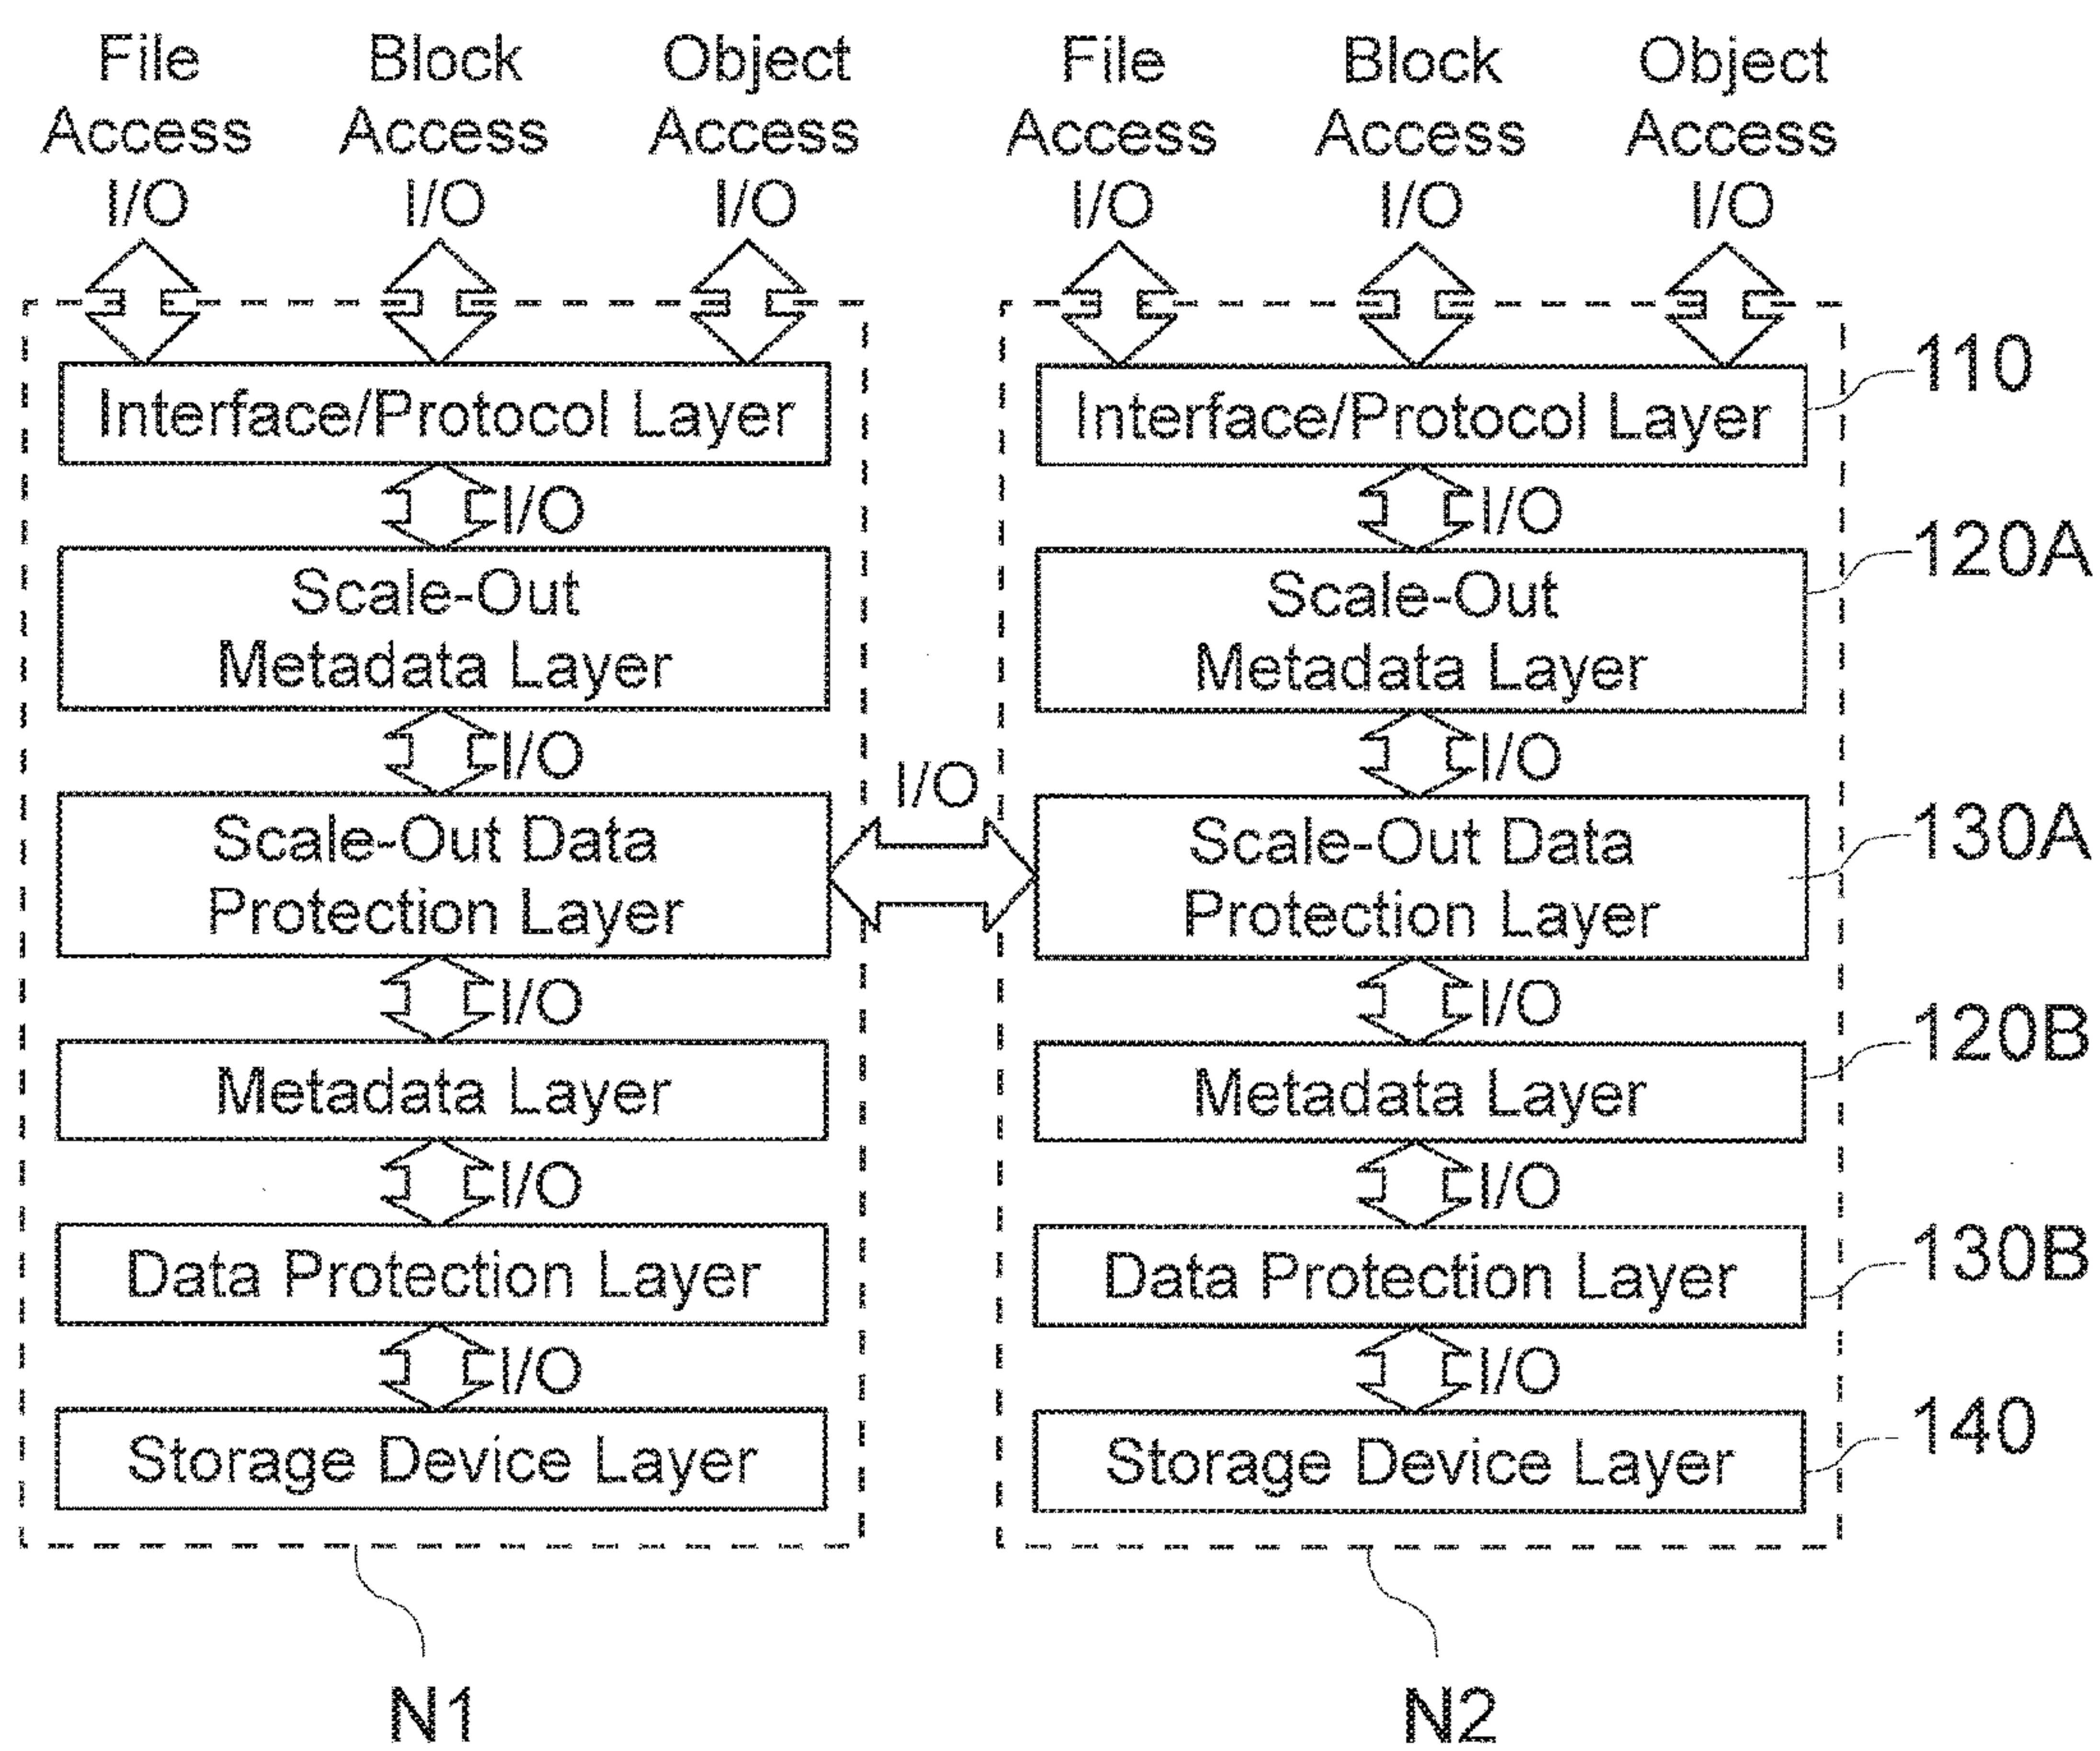 File Block Object File Block Object
Access Access Access Access Access Access
I/O I/O I/O I/O I/O I/O
Interface/Protocol Layer Interface/Protocol Layer 110
I/O I/O
Scale-Out Scale-Out 120A
Metadata Layer Metadata Layer
I/O I/O
I/O
Scale-Out Data Scale-Out Data 130A
Protection Layer Protection Layer
I/O I/O
Metadata Layer Metadata Layer 120B
I/O I/O
Data Protection Layer Data Protection Layer 130B
I/O I/O
Storage Device Layer Storage Device Layer 140
N1 N2